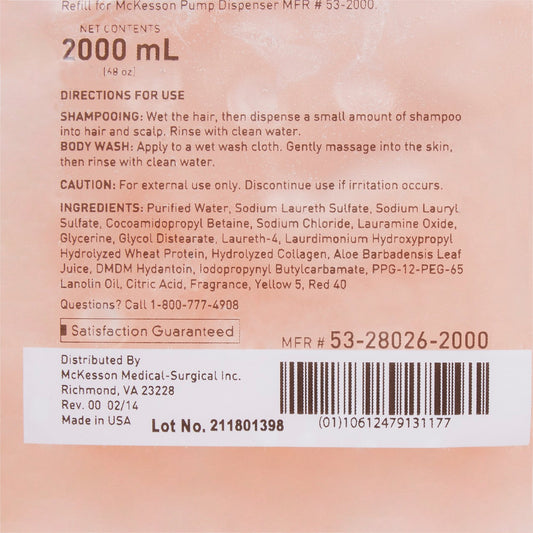 Refill for McKesson Pump Dispenser MFR # 53-2000.
NET CONTENTS
2000 mL
(68 oz)
DIRECTIONS FOR USE
SHAMPOOING: Wet the hair, then dispense a small amount of shampoo
into hair and scalp. Rinse with clean water.
BODY WASH: Apply to a wet wash cloth. Gently massage into the skin,
then rinse with clean water.
CAUTION: For external use only. Discontinue use if irritation occurs.
INGREDIENTS: Purified Water, Sodium Laureth Sulfate, Sodium Lauryl
Sulfate, Cocoamidopropyl Betaine, Sodium Chloride, Lauramine Oxide,
Glycerine, Glycol Distearate, Laureth-4, Laurdimonium Hydroxypropyl
Hydrolyzed Wheat Protein, Hydrolyzed Collagen, Aloe Barbadensis Leaf
Juice, DMDM Hydantoin, Iodopropynyl Butylcarbamate, PPG-12-PEG-65
Lanolin Oil, Citric Acid, Fragrance, Yellow 5, Red 40
Questions? Call 1-800-777-4908
Satisfaction Guaranteed
MFR # 53-28026-2000
Distributed By
McKesson Medical-Surgical Inc.
Richmond, VA 23228
Rev. 00 02/14
Made in USA
Lot No. 211801398
(01)10612479131177